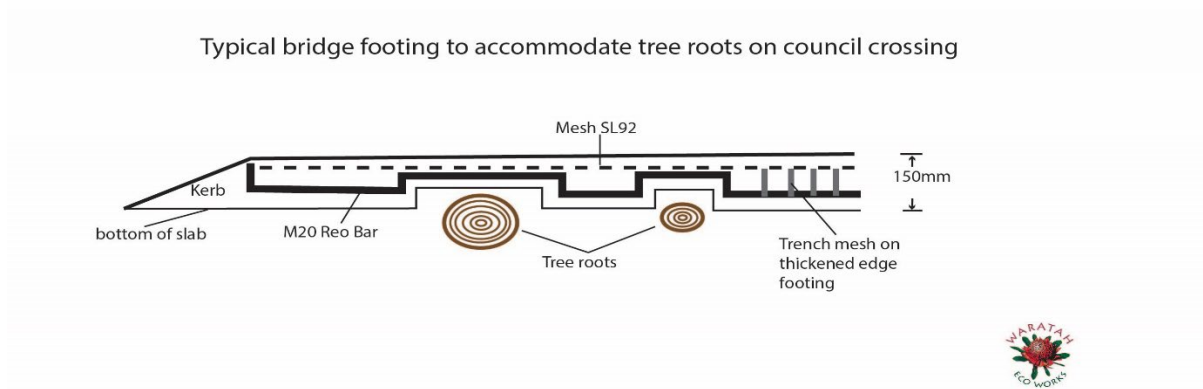 Typical bridge footing to accommodate tree roots on council crossing
Mesh SL92
150mm
Kerb
bottom of slab
M20 Reo Bar
Tree roots
Trench mesh on
thickened edge
footing
WARATAH
ECO WORKS